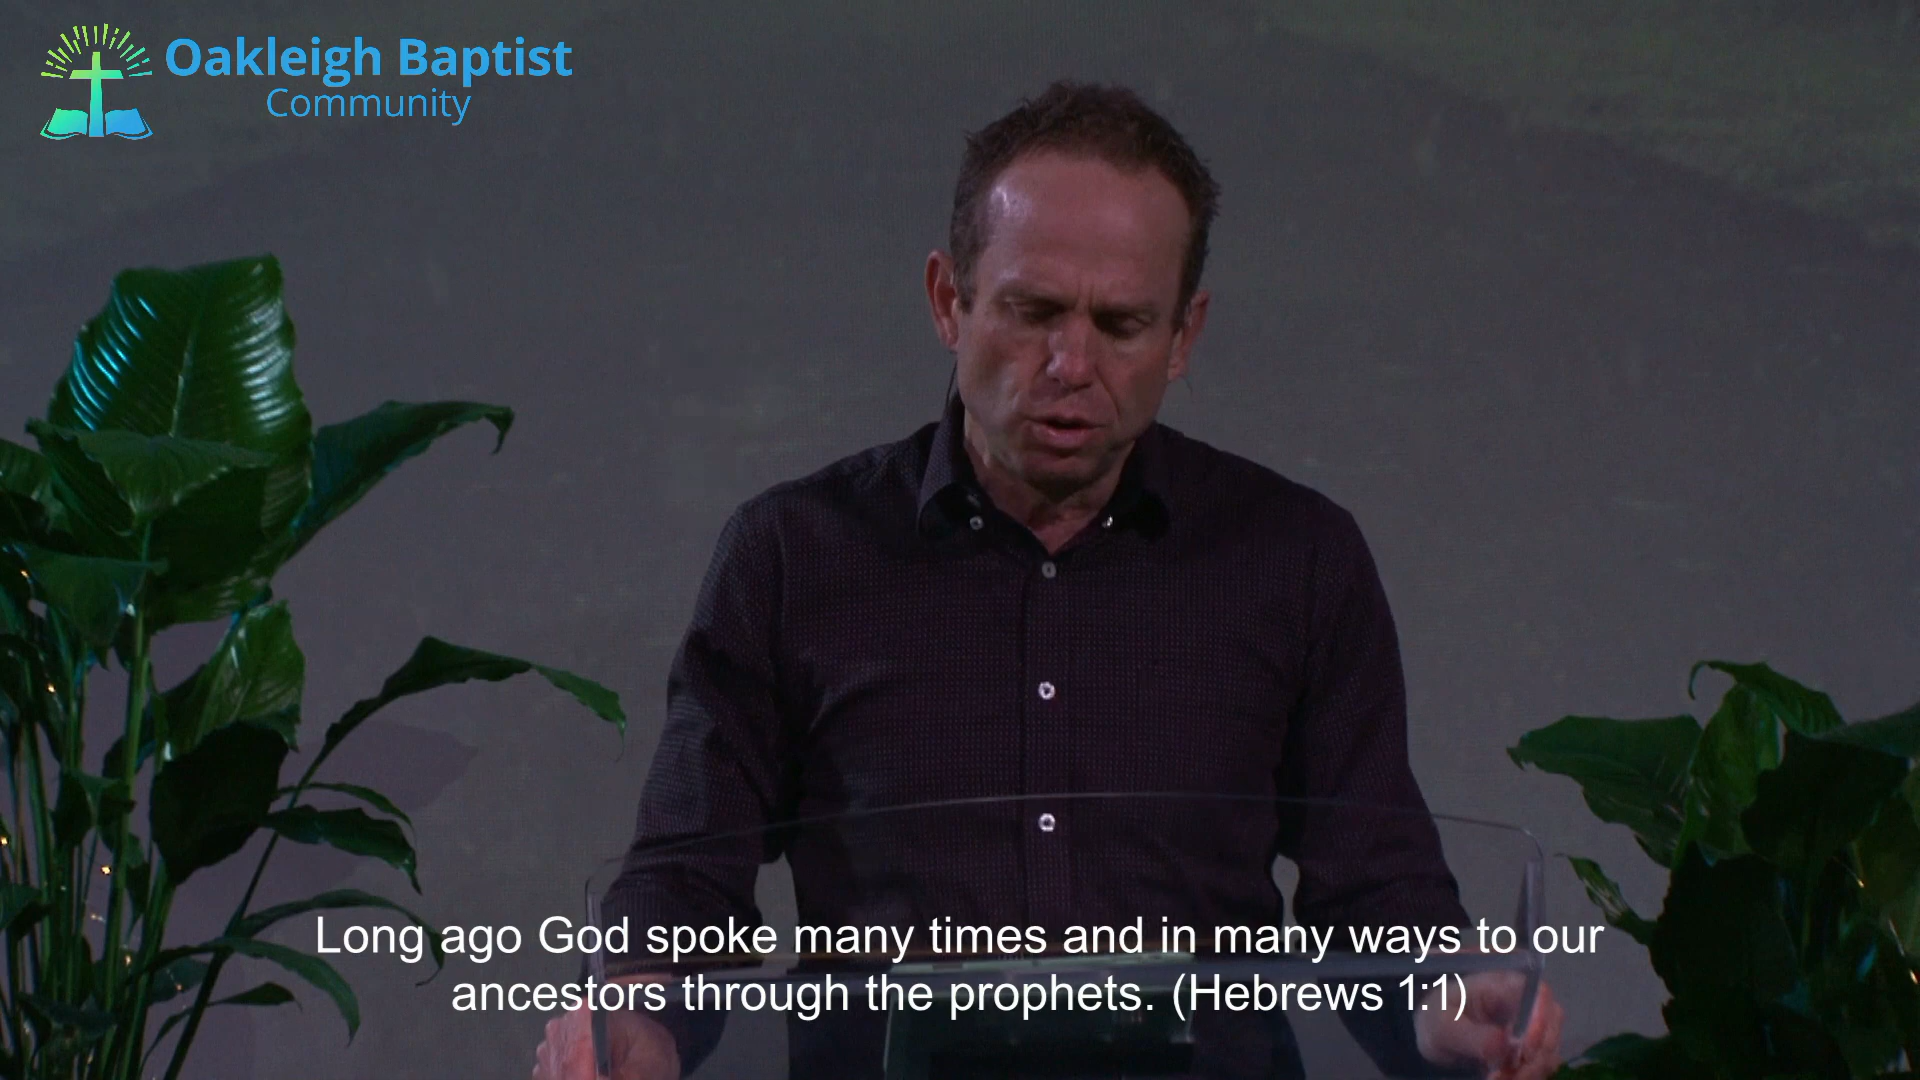 Oakleigh Baptist
Community
Long ago God spoke many times and in many ways to our
ancestors through the prophets. (Hebrews 1:1)